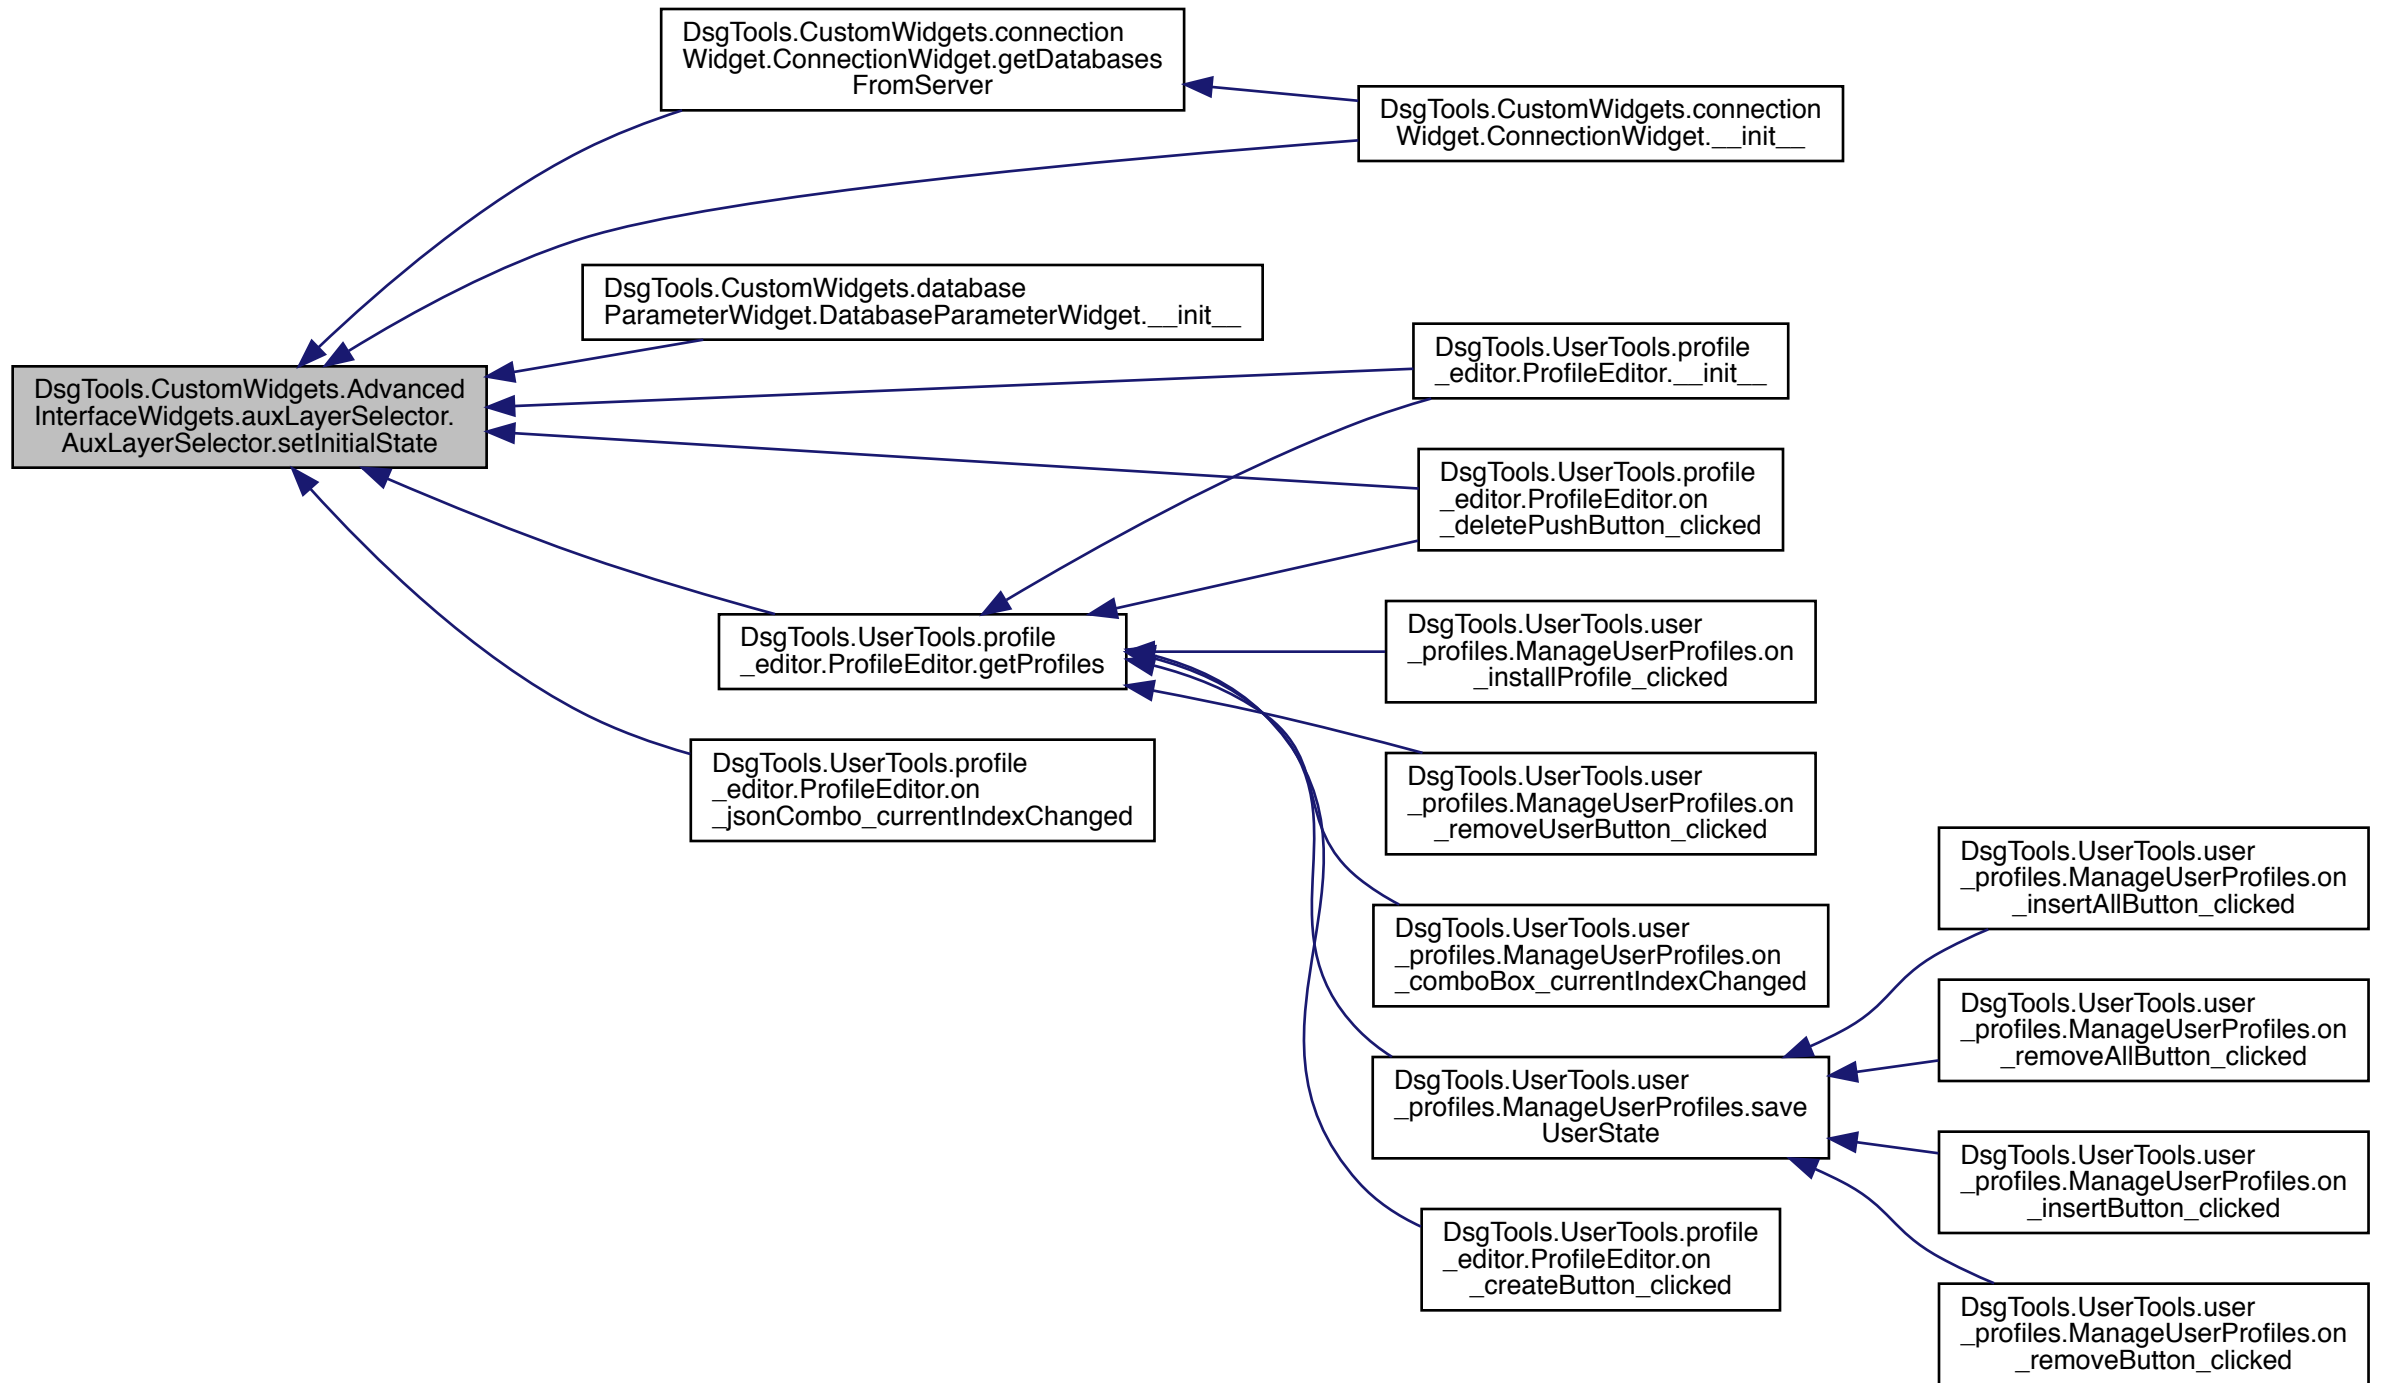 DsgTools.CustomWidgets.connection
Widget.ConnectionWidget.getDatabases
FromServer
DsgTools.CustomWidgets.connection
Widget.ConnectionWidget.__init__
DsgTools.CustomWidgets.database
ParameterWidget.DatabaseParameterWidget.__init__
DsgTools.UserTools.profile
_editor.ProfileEditor.__init__
DsgTools.CustomWidgets.Advanced
InterfaceWidgets.auxLayerSelector.
AuxLayerSelector.setInitialState
DsgTools.UserTools.profile
_editor.ProfileEditor.on
_deletePushButton_clicked
DsgTools.UserTools.profile
_editor.ProfileEditor.getProfiles
DsgTools.UserTools.user
_profiles.ManageUserProfiles.on
_installProfile_clicked
DsgTools.UserTools.profile
_editor.ProfileEditor.on
_jsonCombo_currentIndexChanged
DsgTools.UserTools.user
_profiles.ManageUserProfiles.on
_removeUserButton_clicked
DsgTools.UserTools.user
_profiles.ManageUserProfiles.on
_insertAllButton_clicked
DsgTools.UserTools.user
_profiles.ManageUserProfiles.on
_comboBox_currentIndexChanged
DsgTools.UserTools.user
_profiles.ManageUserProfiles.on
_removeAllButton_clicked
DsgTools.UserTools.user
_profiles.ManageUserProfiles.save
UserState
DsgTools.UserTools.user
_profiles.ManageUserProfiles.on
_insertButton_clicked
DsgTools.UserTools.profile
_editor.ProfileEditor.on
_createButton_clicked
DsgTools.UserTools.user
_profiles.ManageUserProfiles.on
_removeButton_clicked